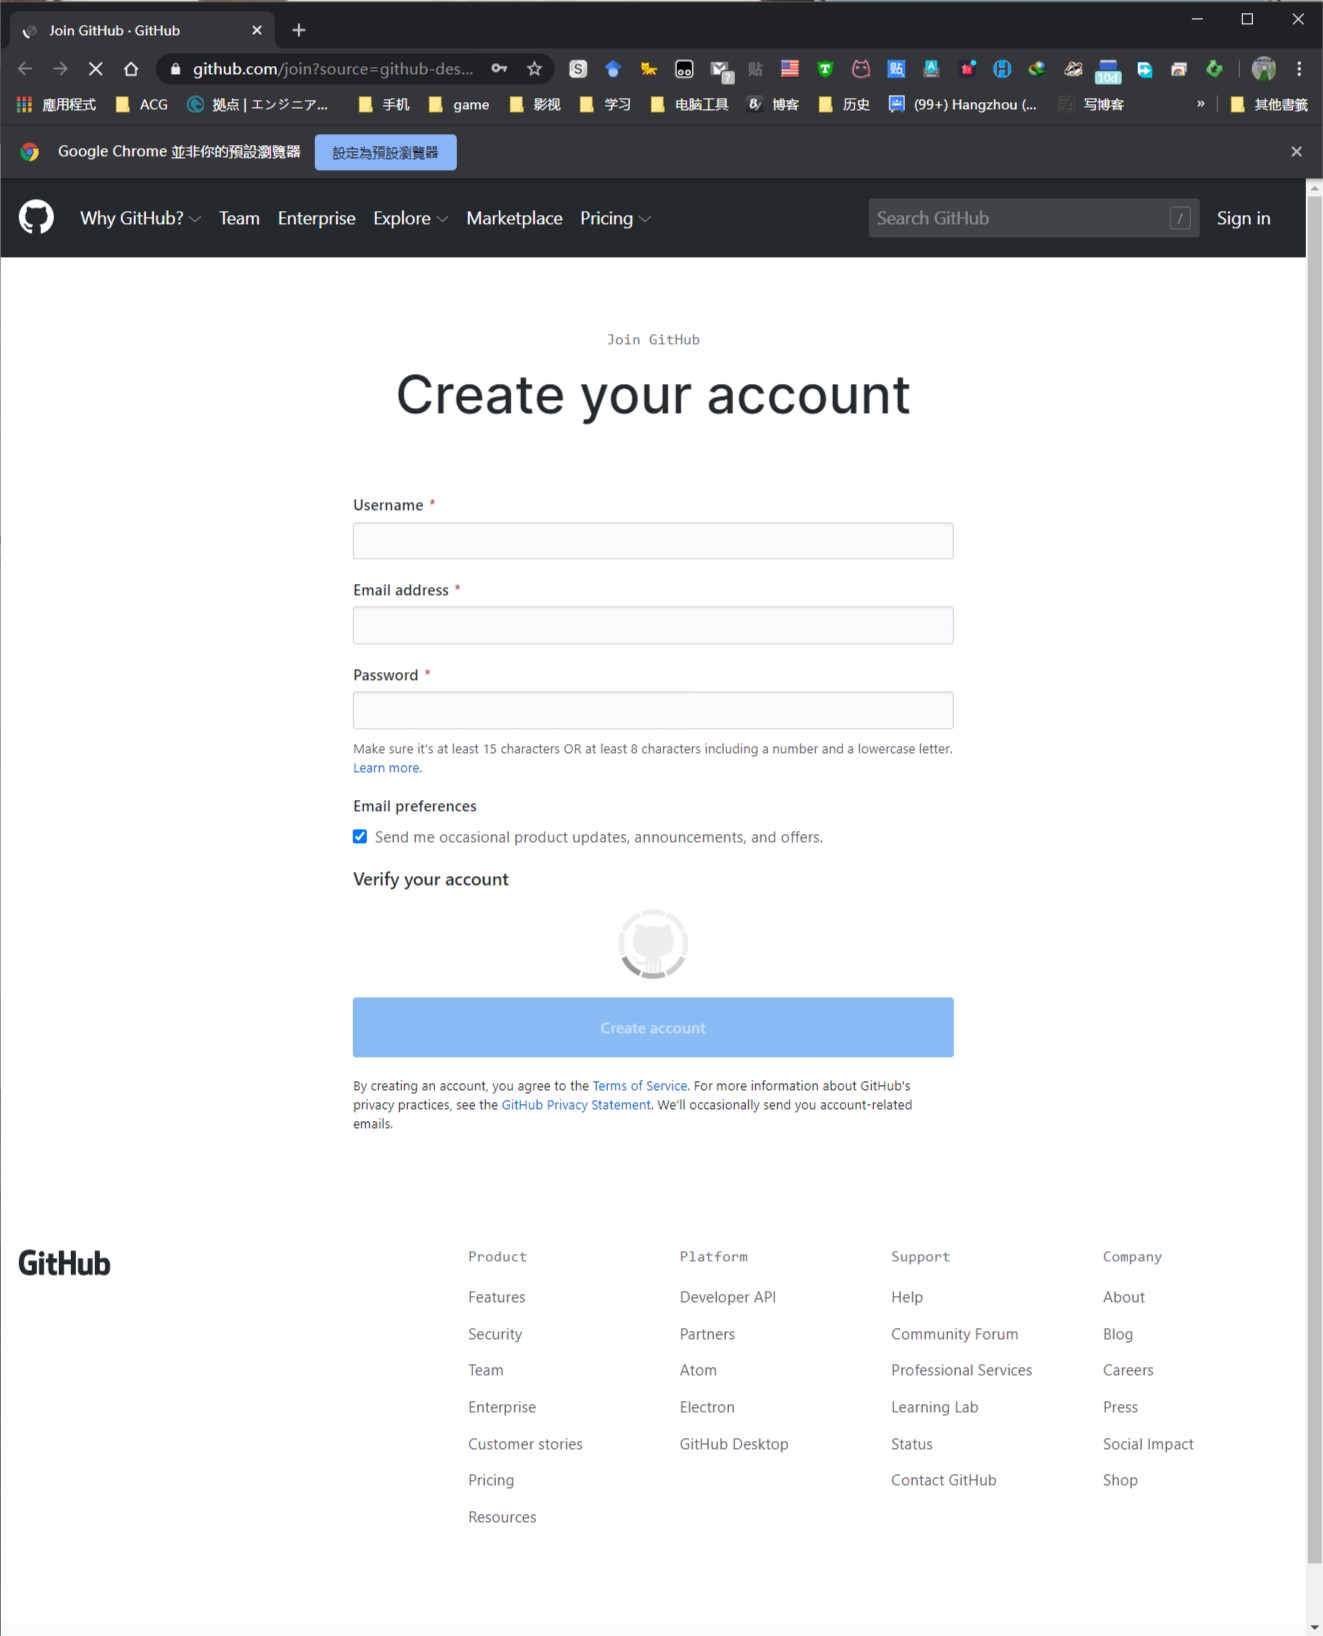 Join GitHub · GitHub
github.com/join?source=github-des...
S
?
贴
貼
10d
應用程式
ACG
拠点 | エンジニア...
手机
game
影视
学习
电脑工具
博客
历史
(99+) Hangzhou (...
写博客
»
其他書籤
Google Chrome 並非你的預設瀏覽器
設定為預設瀏覽器
Why GitHub?
Team
Enterprise
Explore
Marketplace
Pricing
Search GitHub
/
Sign in
Join GitHub
Create your account
Username *
Email address *
Password *
Make sure it's at least 15 characters OR at least 8 characters including a number and a lowercase letter.
Learn more.
Email preferences
Send me occasional product updates, announcements, and offers.
Verify your account
Create account
By creating an account, you agree to the Terms of Service. For more information about GitHub's
privacy practices, see the GitHub Privacy Statement. We'll occasionally send you account-related
emails.
GitHub
Product
Features
Security
Team
Enterprise
Customer stories
Pricing
Resources
Platform
Developer API
Partners
Atom
Electron
GitHub Desktop
Support
Help
Community Forum
Professional Services
Learning Lab
Status
Contact GitHub
Company
About
Blog
Careers
Press
Social Impact
Shop